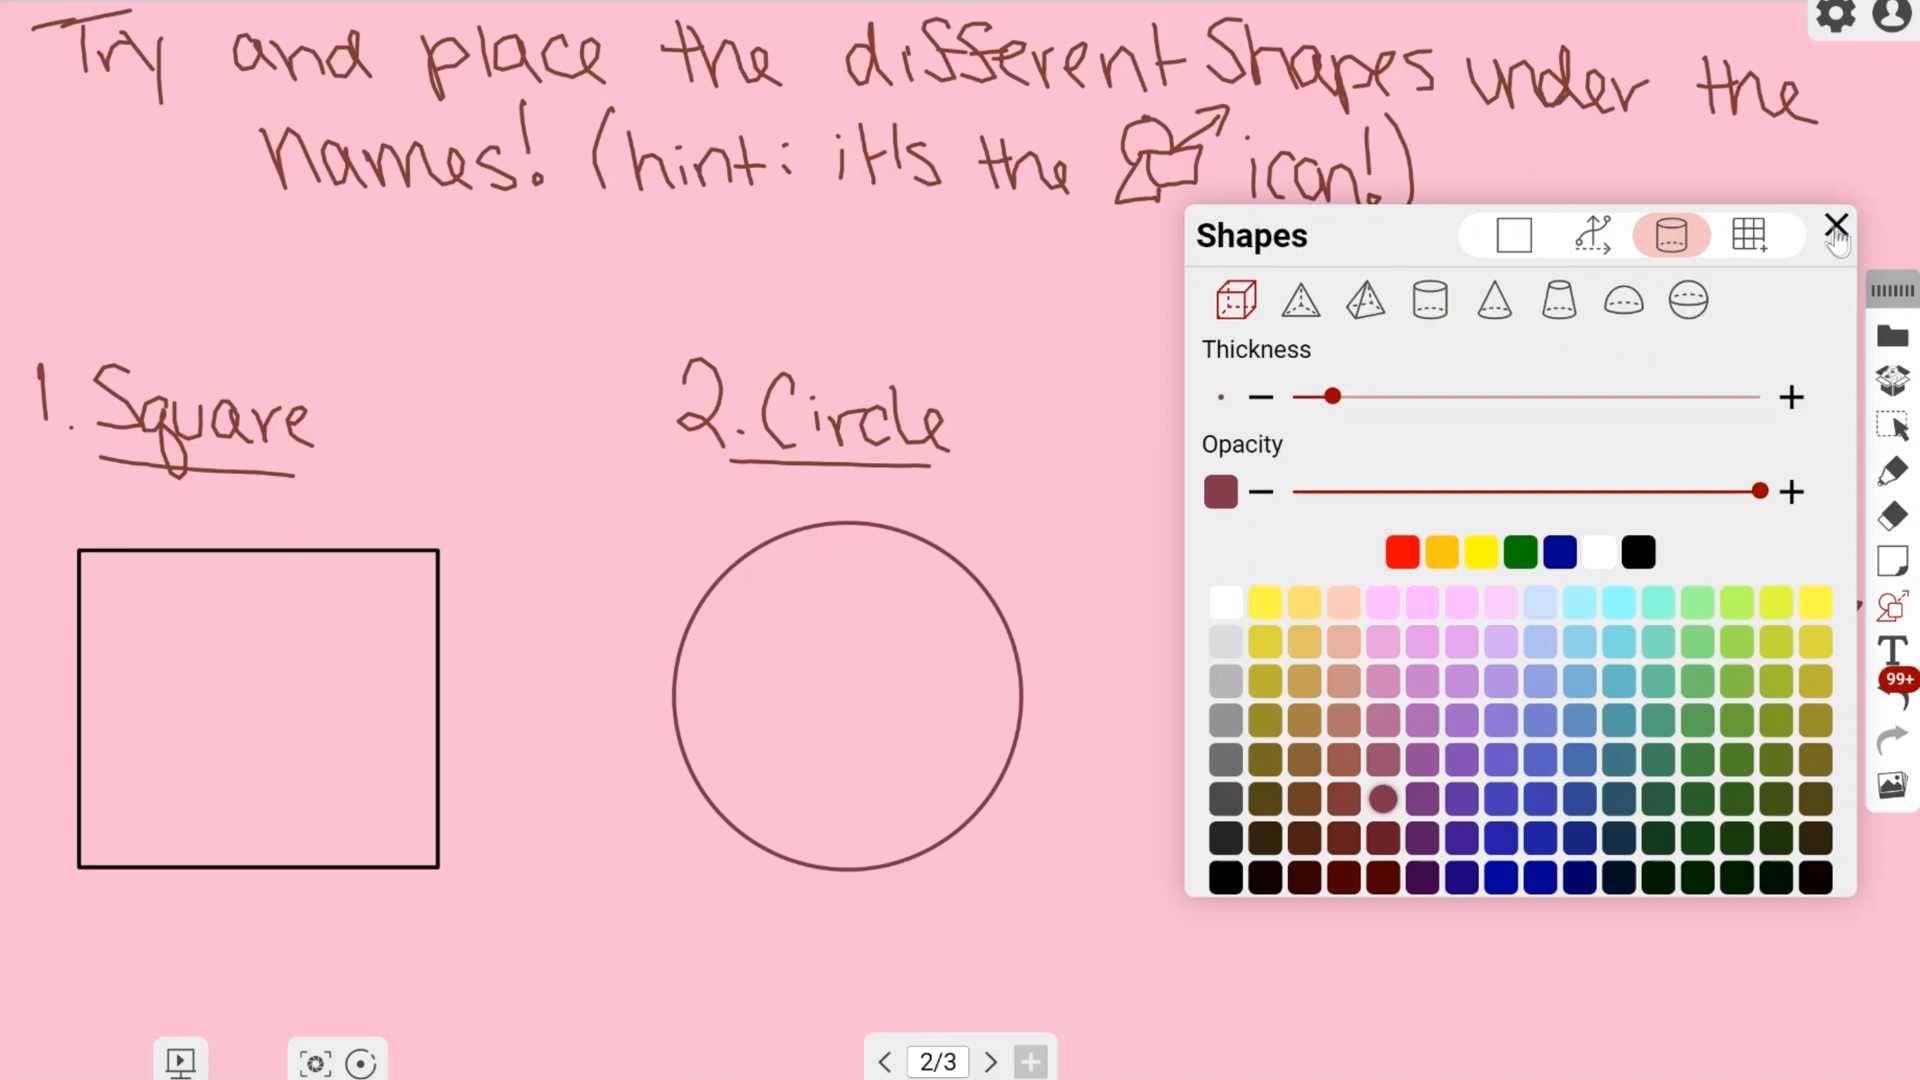 Try and place the different Shapes under the
names! (hint: it's the icon!)
Shapes
Thickness
Opacity
1. Square
2. Circle
99+
2/3